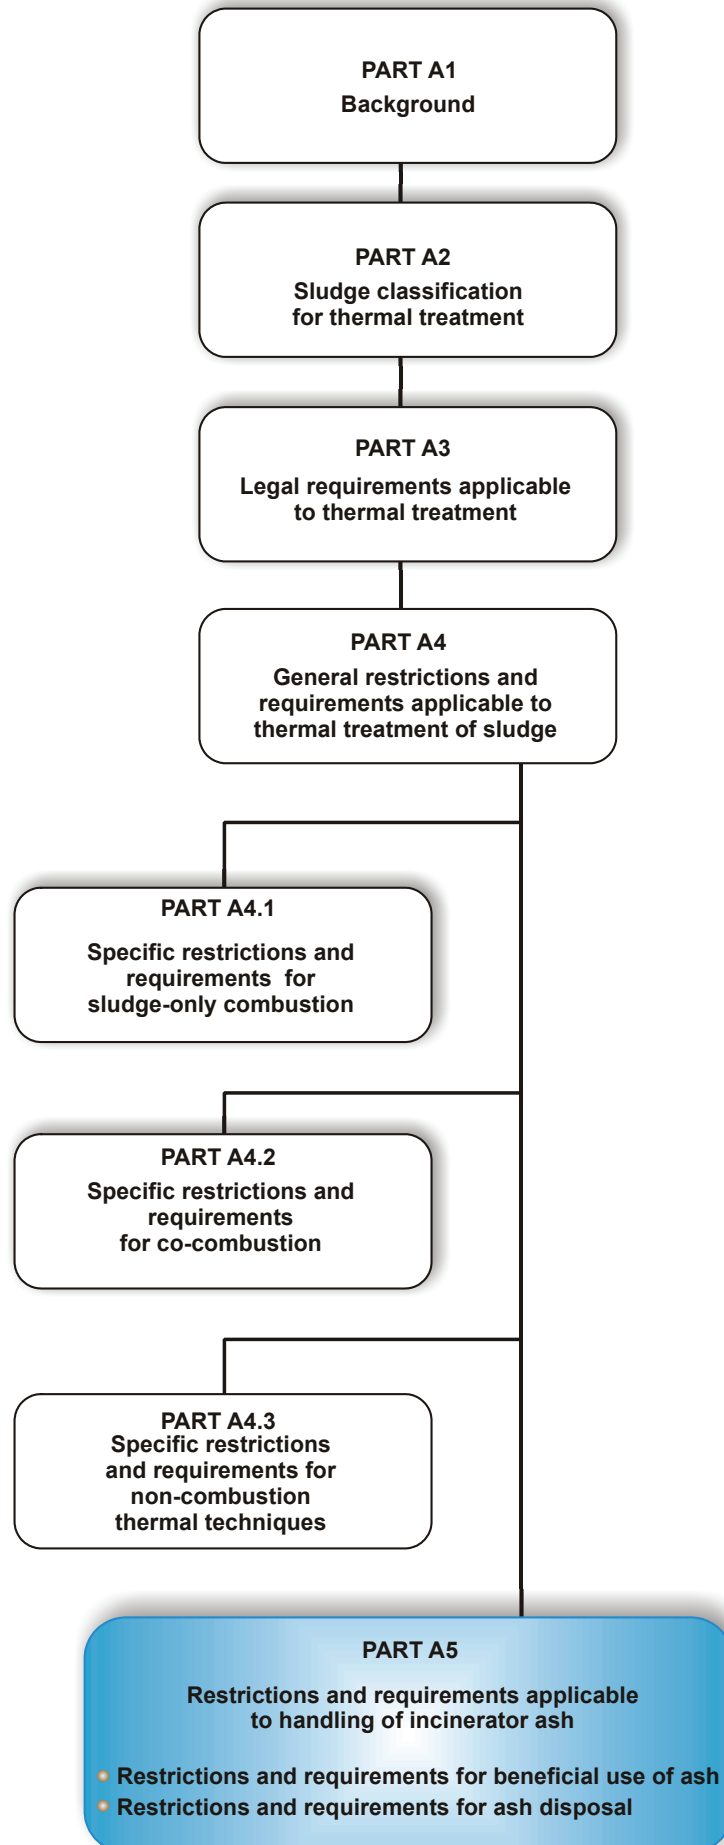 PART A1
Background
PART A2
Sludge classification
for thermal treatment
PART A3
Legal requirements applicable
to thermal treatment
PART A4
General restrictions and
requirements applicable to
thermal treatment of sludge
PART A4.1
Specific restrictions and
requirements for
sludge-only combustion
PART A4.2
Specific restrictions and
requirements
for co-combustion
PART A4.3
Specific restrictions
and requirements for
non-combustion
thermal techniques
PART A5
Restrictions and requirements applicable
to handling of incinerator ash
Restrictions and requirements for beneficial use of ash
Restrictions and requirements for ash disposal